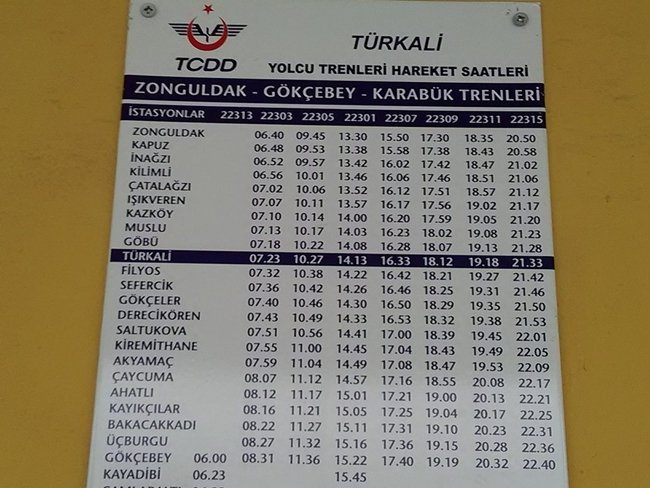 TCDD
TÜRKALİ
YOLCU TRENLERİ HAREKET SAATLERİ
ZONGULDAK - GÖKÇEBEY - KARABÜK TRENLERİ
İSTASYONLAR 22313 22303 22305 22301 22307 22309 22311 22315
ZONGULDAK 06.40 09.45 13.30 15.50 17.30 18.35 20.50
KAPUZ 06.48 09.53 13.38 15.58 17.38 18.43 20.58
İNAĞZI 06.52 09.57 13.42 16.02 17.42 18.47 21.02
KİLİMLİ 06.56 10.01 13.46 16.06 17.46 18.51 21.06
ÇATALAĞZI 07.02 10.06 13.52 16.12 17.51 18.57 21.12
IŞIKVEREN 07.07 10.11 13.57 16.17 17.56 19.02 21.17
KAZKÖY 07.10 10.14 14.00 16.20 17.59 19.05 21.20
MUSLU 07.13 10.17 14.03 16.23 18.02 19.08 21.23
GÖBÜ 07.18 10.22 14.08 16.28 18.07 19.13 21.28
TÜRKALİ 07.23 10.27 14.13 16.33 18.12 19.18 21.33
FİLYOS 07.32 10.38 14.22 16.42 18.21 19.27 21.42
SEFERCİK 07.36 10.42 14.26 16.46 18.25 19.31 21.46
GÖKÇELER 07.40 10.46 14.30 16.50 18.29 19.35 21.50
DERECİKÖREN 07.43 10.49 14.33 16.53 18.32 19.38 21.53
SALTUKOVA 07.51 10.56 14.41 17.00 18.39 19.45 22.01
KİREMİTHANE 07.55 11.00 14.45 17.04 18.43 19.49 22.05
AKYAMAÇ 07.59 11.04 14.49 17.08 18.47 19.53 22.09
ÇAYCUMA 08.07 11.12 14.57 17.16 18.55 20.08 22.17
AHATLI 08.12 11.17 15.01 17.21 19.00 20.13 22.21
KAYIKÇILAR 08.16 11.21 15.05 17.25 19.04 20.17 22.25
BAKACAKKADI 08.22 11.27 15.11 17.31 19.10 20.23 22.31
ÜÇBURGU 08.27 11.32 15.16 17.36 19.15 20.28 22.36
GÖKÇEBEY 06.00 08.31 11.36 15.22 17.40 19.19 20.32 22.40
KAYADİBİ 06.23 15.45